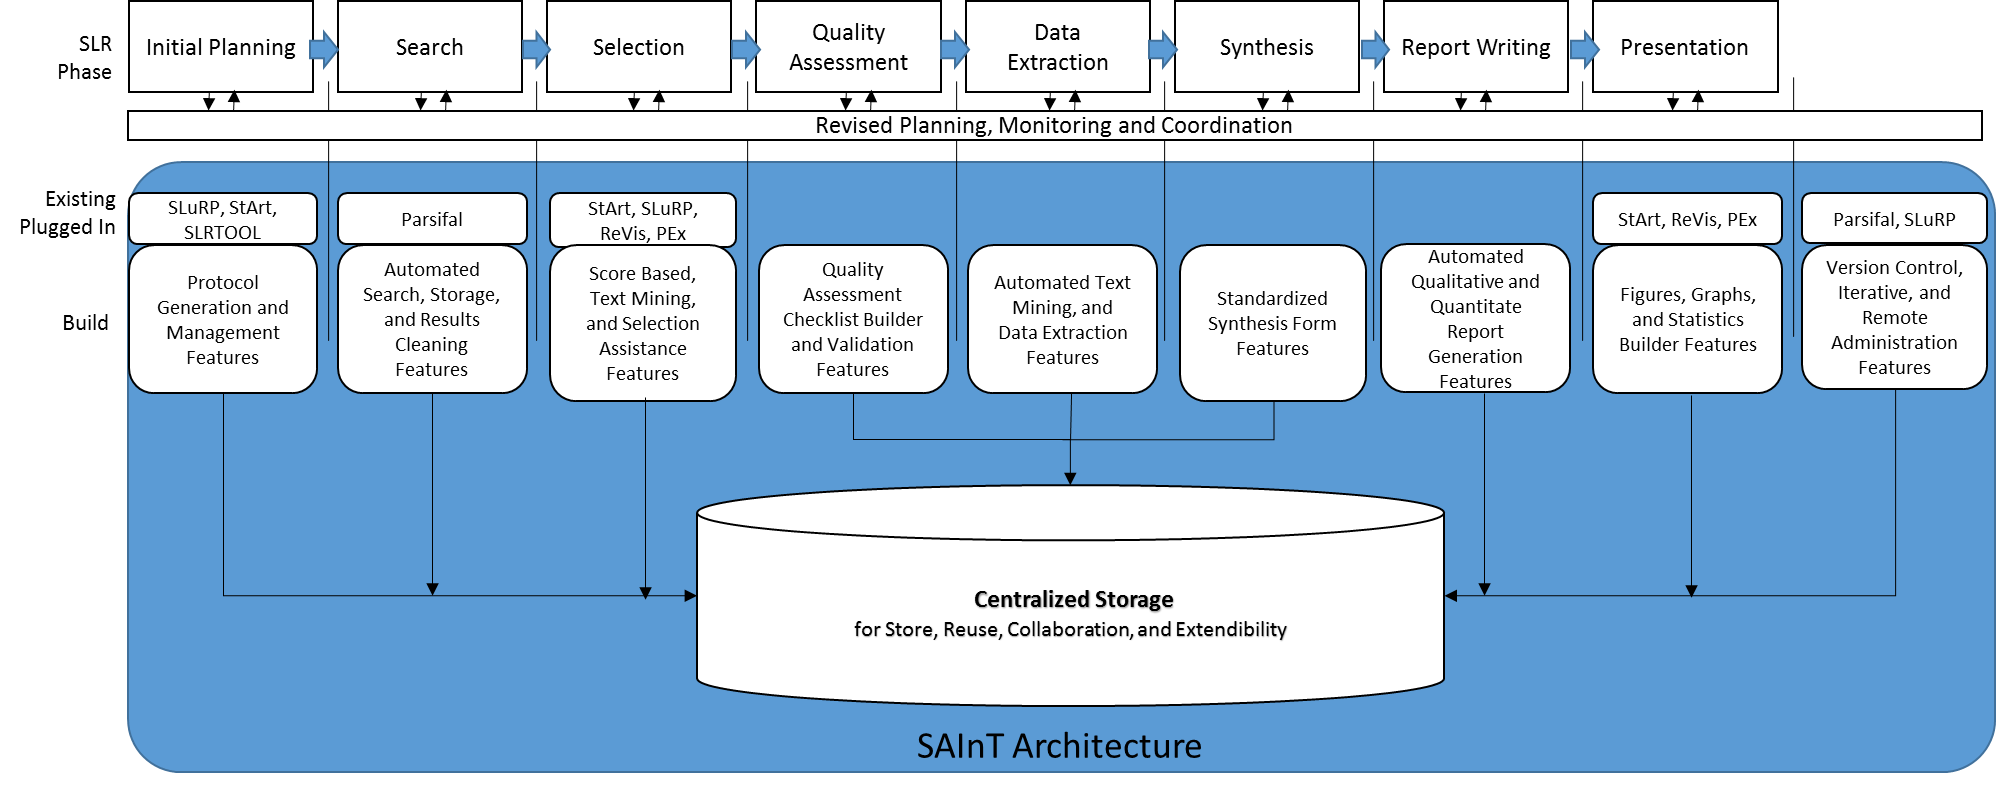 SLR
Phase
Initial Planning
Search
Selection
Quality
Assessment
Data
Extraction
Synthesis
Report Writing
Presentation
Revised Planning, Monitoring and Coordination
Existing
Plugged In
SLuRP, StArt,
SLRTOOL
Parsifal
StArt, SLuRP,
ReVis, PEx
StArt, ReVis, PEx
Parsifal, SLuRP
Build
Protocol
Generation and
Management
Features
Automated
Search, Storage,
and Results
Cleaning
Features
Score Based,
Text Mining,
and Selection
Assistance
Features
Quality
Assessment
Checklist Builder
and Validation
Features
Automated Text
Mining, and
Data Extraction
Features
Standardized
Synthesis Form
Features
Automated
Qualitative and
Quantitate
Report
Generation
Features
Figures, Graphs,
and Statistics
Builder Features
Version Control,
Iterative, and
Remote
Administration
Features
Centralized Storage
for Store, Reuse, Collaboration, and Extendibility
SAInT Architecture